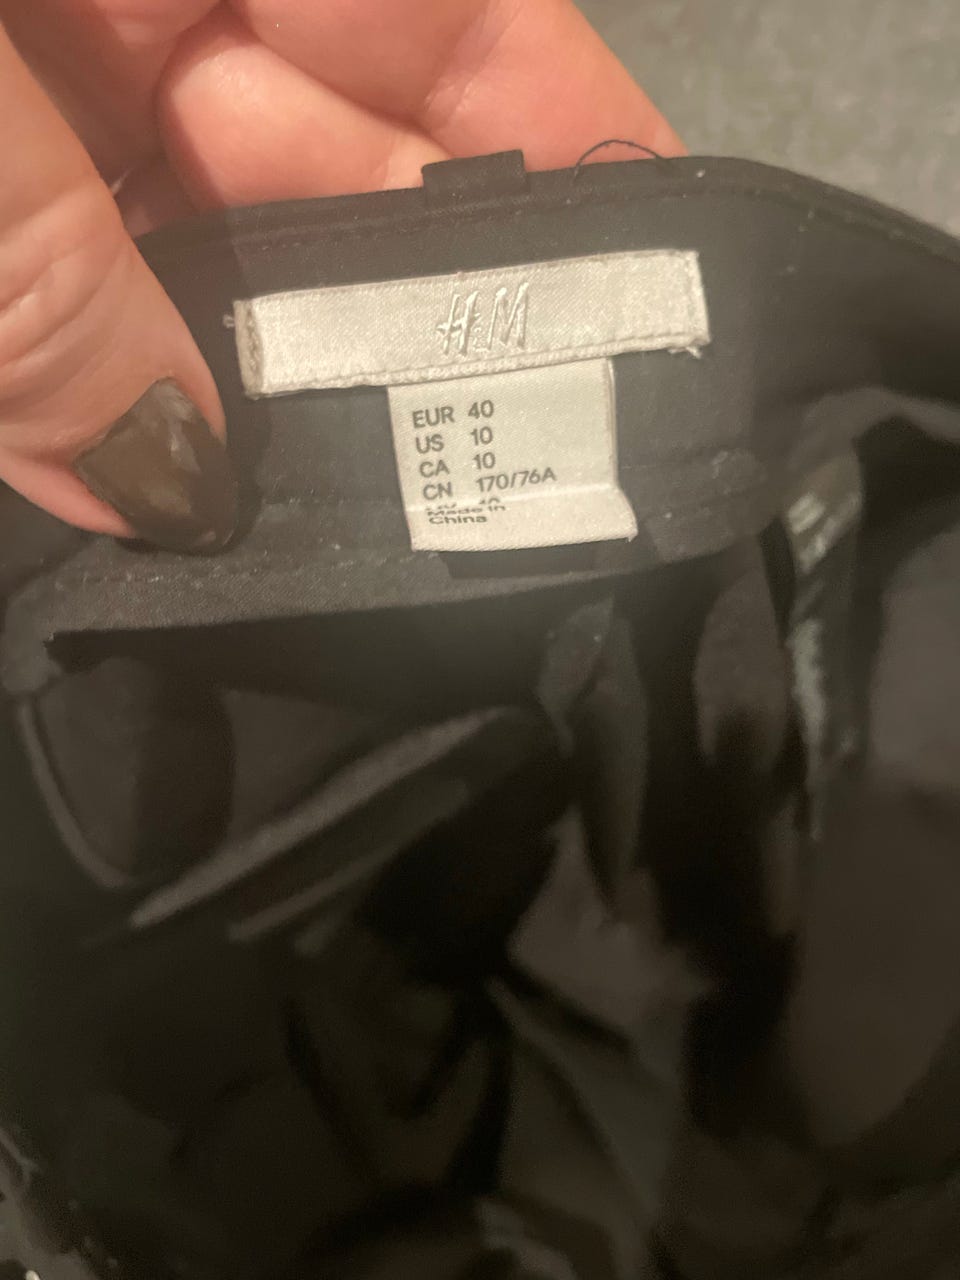 H&M
EUR 40
US 10
CA 10
CN 170/76A
Made in
China